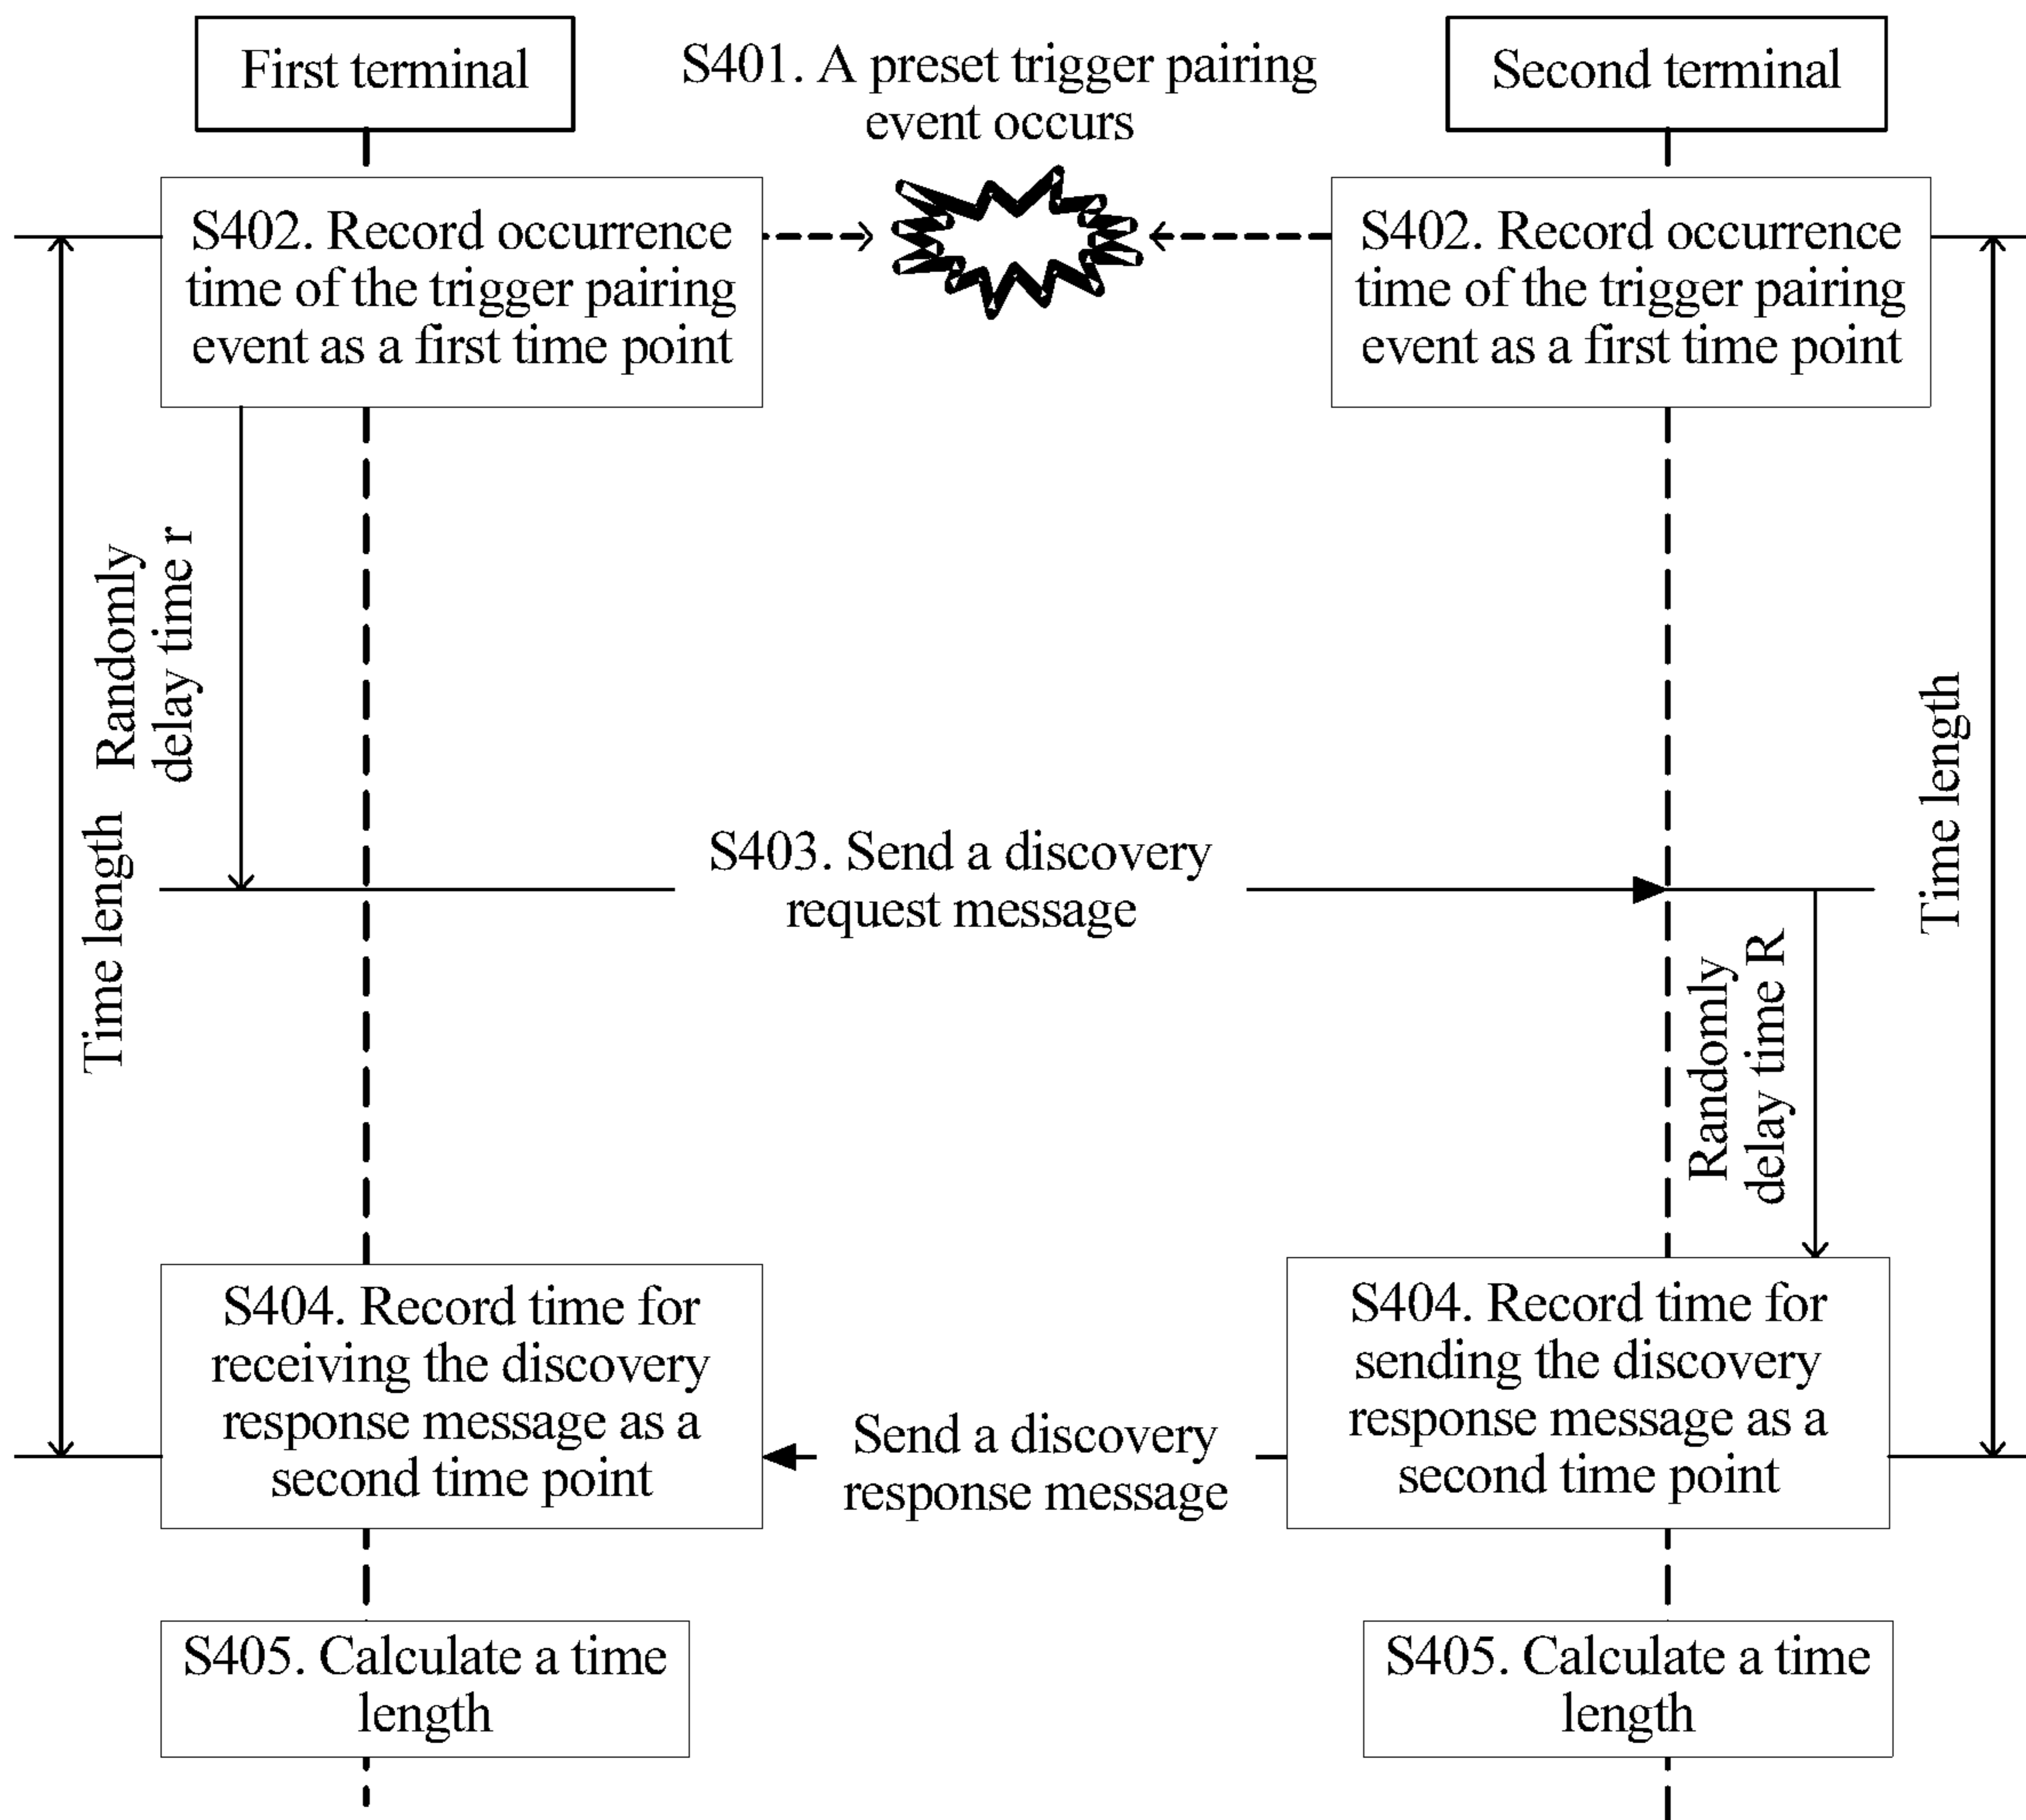 First terminal
S401. A preset trigger pairing
event occurs
Second terminal
S402. Record occurrence
time of the trigger pairing
event as a first time point
S402. Record occurrence
time of the trigger pairing
event as a first time point
Time length
Randomly
delay time r
S403. Send a discovery
request message
Randomly
delay time R
Time length
S404. Record time for
receiving the discovery
response message as a
second time point
Send a discovery
response message
S404. Record time for
sending the discovery
response message as a
second time point
S405. Calculate a time
length
S405. Calculate a time
length